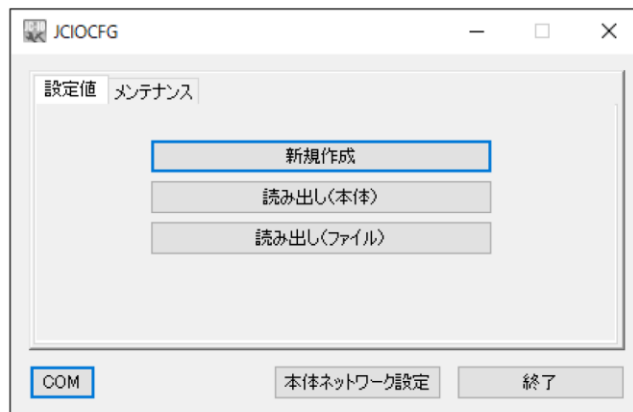 JCIOCFG
設定値 メンテナンス
新規作成
読み出し(本体)
読み出し(ファイル)
COM 本体ネットワーク設定 終了